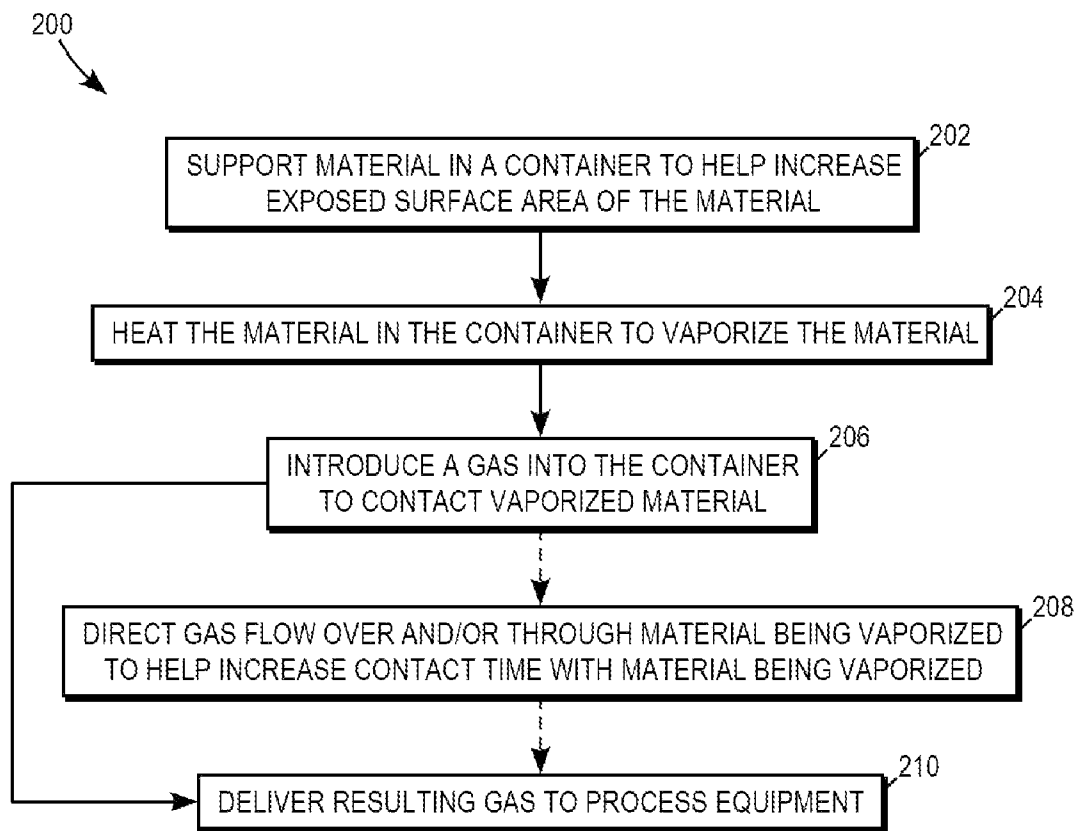 200
202
SUPPORT MATERIAL IN A CONTAINER TO HELP INCREASE
EXPOSED SURFACE AREA OF THE MATERIAL
204
HEAT THE MATERIAL IN THE CONTAINER TO VAPORIZE THE MATERIAL
206
INTRODUCE A GAS INTO THE CONTAINER
TO CONTACT VAPORIZED MATERIAL
208
DIRECT GAS FLOW OVER AND/OR THROUGH MATERIAL BEING VAPORIZED
TO HELP INCREASE CONTACT TIME WITH MATERIAL BEING VAPORIZED
210
DELIVER RESULTING GAS TO PROCESS EQUIPMENT